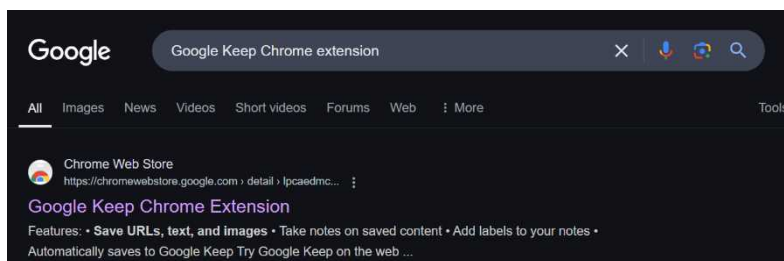 Google
Google Keep Chrome extension
All Images News Videos Short videos Forums Web ⋮ More Tools
Chrome Web Store
https://chromewebstore.google.com › detail › lpcaedmc... ⋮
Google Keep Chrome Extension
Features: • Save URLs, text, and images • Take notes on saved content • Add labels to your notes •
Automatically saves to Google Keep Try Google Keep on the web ...